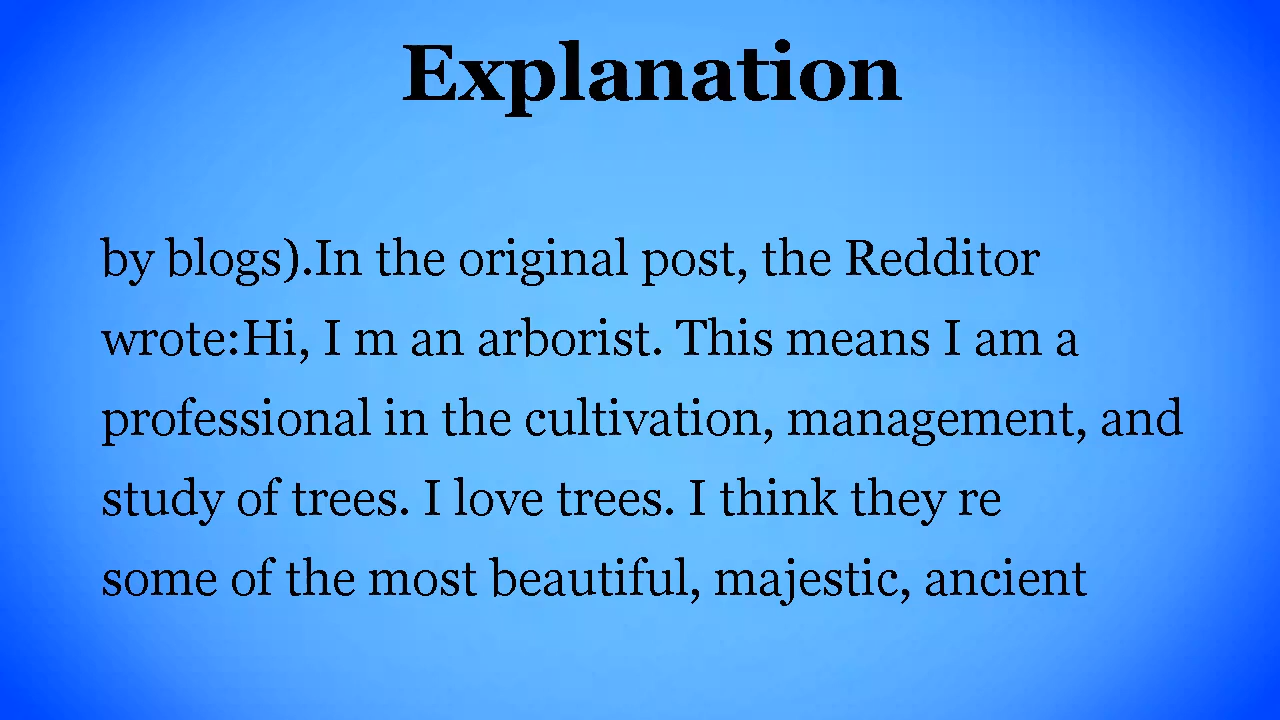 Explanation
by blogs).In the original post, the Redditor
wrote:Hi, I m an arborist. This means I am a
professional in the cultivation, management, and
study of trees. I love trees. I think they re
some of the most beautiful, majestic, ancient